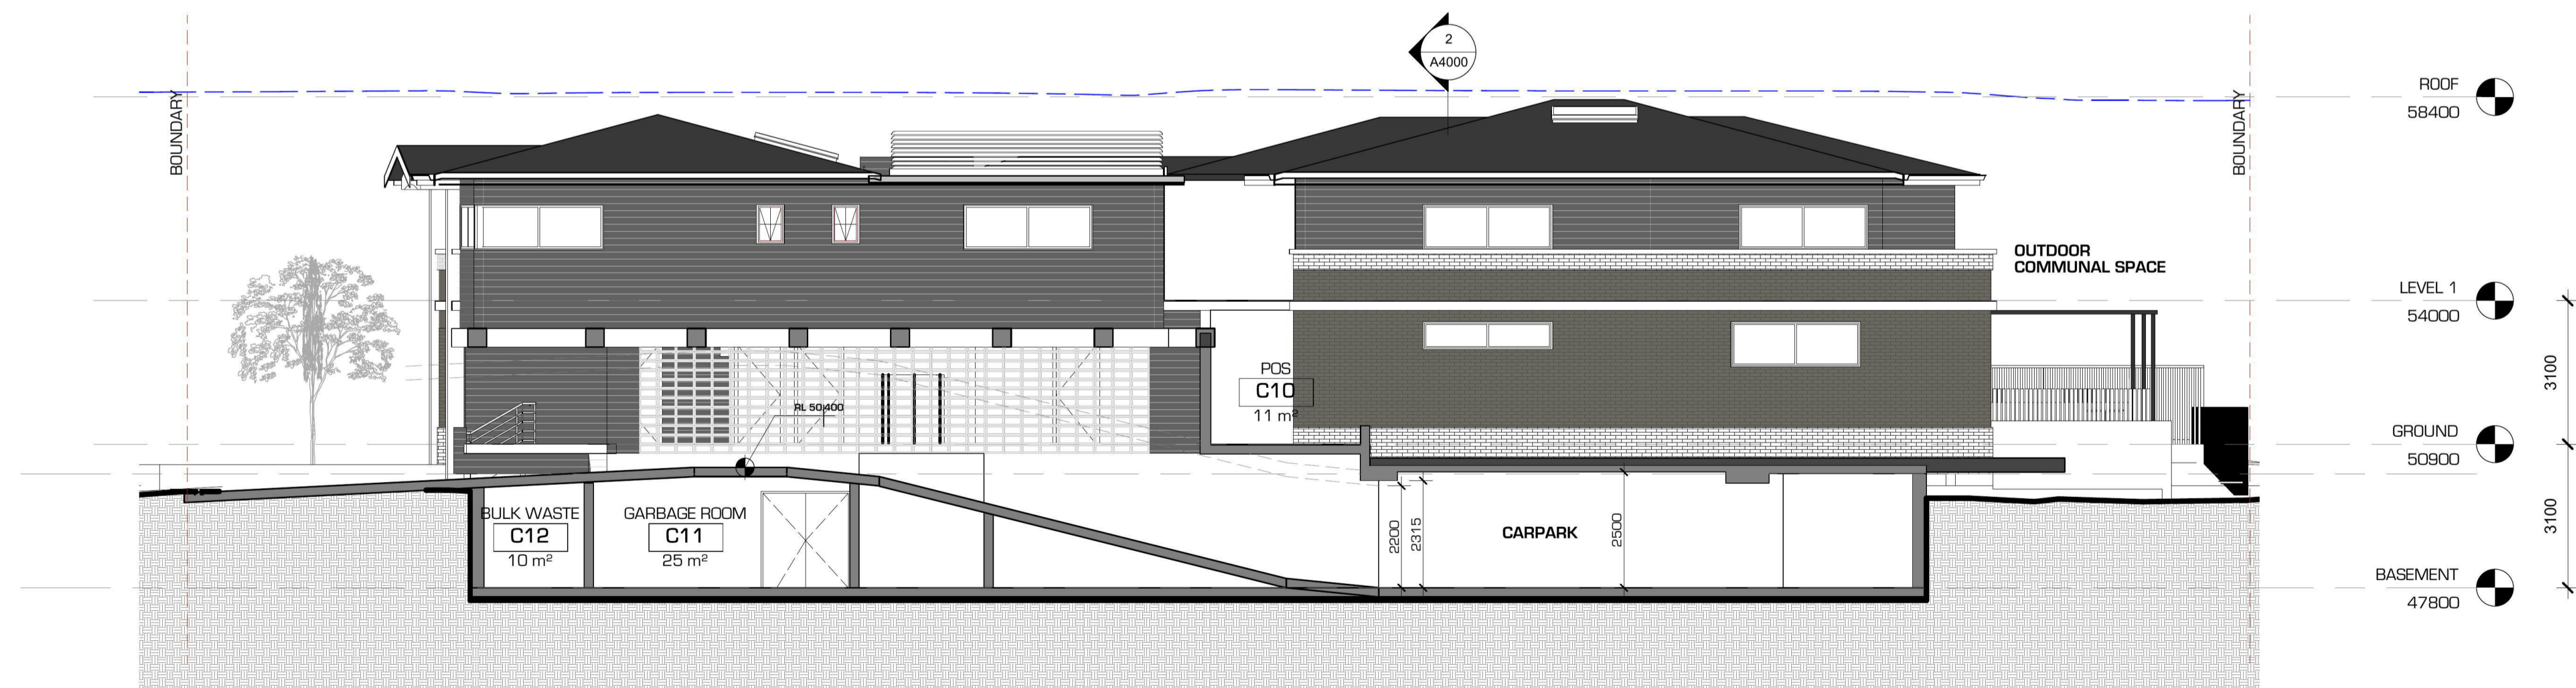 2
A4000
BOUNDARY
BOUNDARY
ROOF
58400
OUTDOOR
COMMUNAL SPACE
LEVEL 1
54000
3100
POS
C10
11 m²
RL 50,400
GROUND
50900
3100
BULK WASTE
C12
10 m²
GARBAGE ROOM
C11
25 m²
2200
2315
CARPARK
2500
BASEMENT
47800